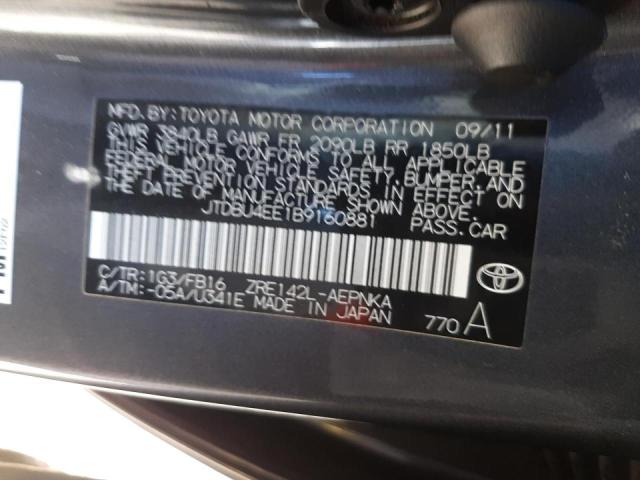 MFD. BY: TOYOTA MOTOR CORPORATION 09/11
GVWR 3840LB GAWR FR 2090LB RR 1850LB
THIS VEHICLE CONFORMS TO ALL APPLICABLE
FEDERAL MOTOR VEHICLE SAFETY, BUMPER, AND
THEFT PREVENTION STANDARDS IN EFFECT ON
THE DATE OF MANUFACTURE SHOWN ABOVE.
JTDBU4EE1B9160881 PASS. CAR
C/TR: 1G3/FB16 ZRE142L-AEPNKA
A/TM: -05A/U341E MADE IN JAPAN
770 A